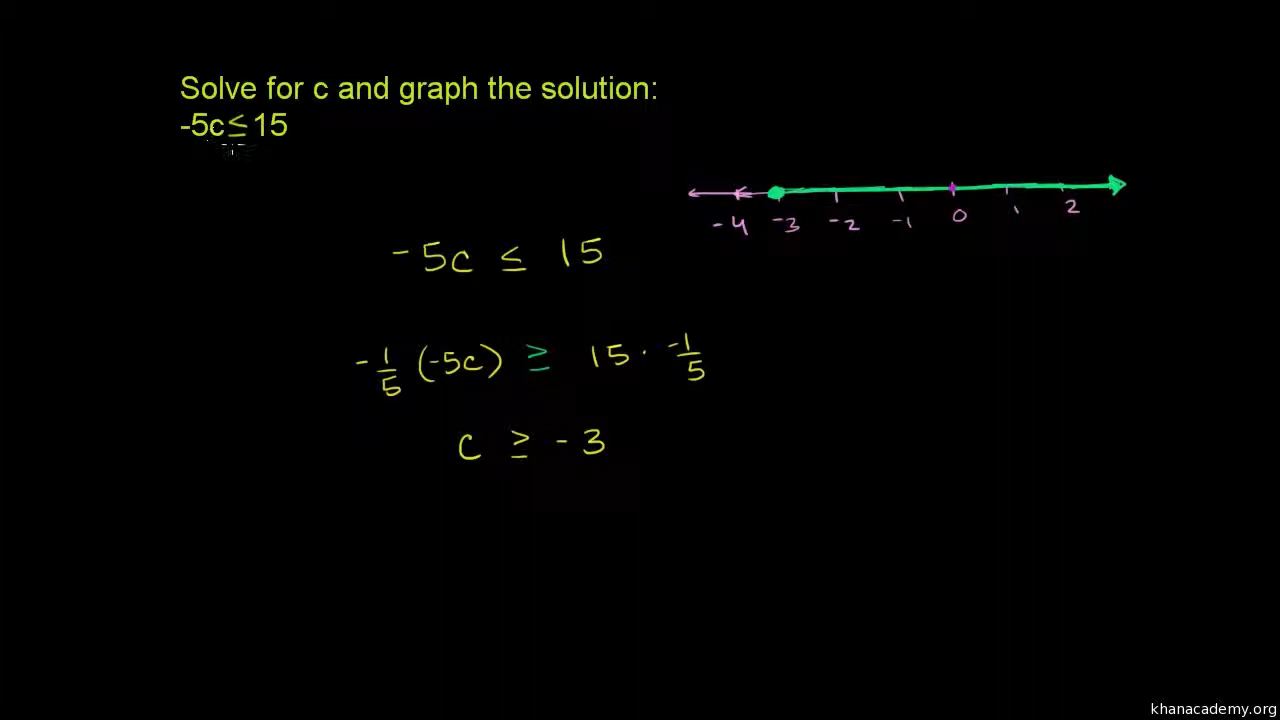 Solve for c and graph the solution:
-5c≤15
-4 -3 -2 -1 0 1 2
-5c ≤ 15
-1/5 (-5c) ≥ 15 · -1/5
c ≥ -3
khanacademy.org